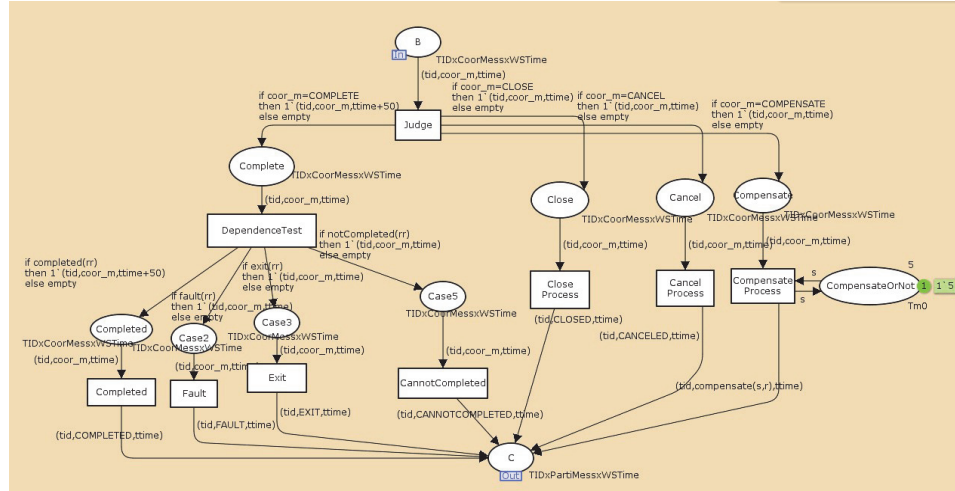 B
In
TIDxCoorMessxWSTime
(tid,coor_m,ttime)
if coor_m=COMPLETE
then 1`(tid,coor_m,ttime+50)
else empty
if coor_m=CLOSE
then 1`(tid,coor_m,ttime)
else empty
if coor_m=CANCEL
then 1`(tid,coor_m,ttime)
else empty
if coor_m=COMPENSATE
then 1`(tid,coor_m,ttime)
else empty
Judge
Complete
TIDxCoorMessxWSTime
Close
TIDxCoorMessxWSTime
Cancel
TIDxCoorMessxWSTime
Compensate
TIDxCoorMessxWSTime
(tid,coor_m,ttime)
DependenceTest
(tid,coor_m,ttime)
(tid,coor_m,ttime)
(tid,coor_m,ttime)
if completed(rr)
then 1`(tid,coor_m,ttime+50)
else empty
if fault(rr)
then 1`(tid,coor_m,ttime)
else empty
if exit(rr)
then 1`(tid,coor_m,ttime)
else empty
if notCompleted(rr)
then 1`(tid,coor_m,ttime)
else empty
Close
Process
Cancel
Process
Compensate
Process
s
s
5
CompensateOrNot
1
1`5
Tm0
Completed
TIDxCoorMessxWSTime
Case2
TIDxCoorMessxWSTime
Case3
TIDxCoorMessxWSTime
Case5
TIDxCoorMessxWSTime
(tid,coor_m,ttime)
(tid,coor_m,ttime)
(tid,coor_m,ttime)
(tid,coor_m,ttime)
(tid,CLOSED,ttime)
(tid,CANCELED,ttime)
(tid,compensate(s,r),ttime)
Completed
Fault
Exit
CannotCompleted
(tid,COMPLETED,ttime)
(tid,FAULT,ttime)
(tid,EXIT,ttime)
(tid,CANNOTCOMPLETED,ttime)
C
Out
TIDxPartiMessxWSTime